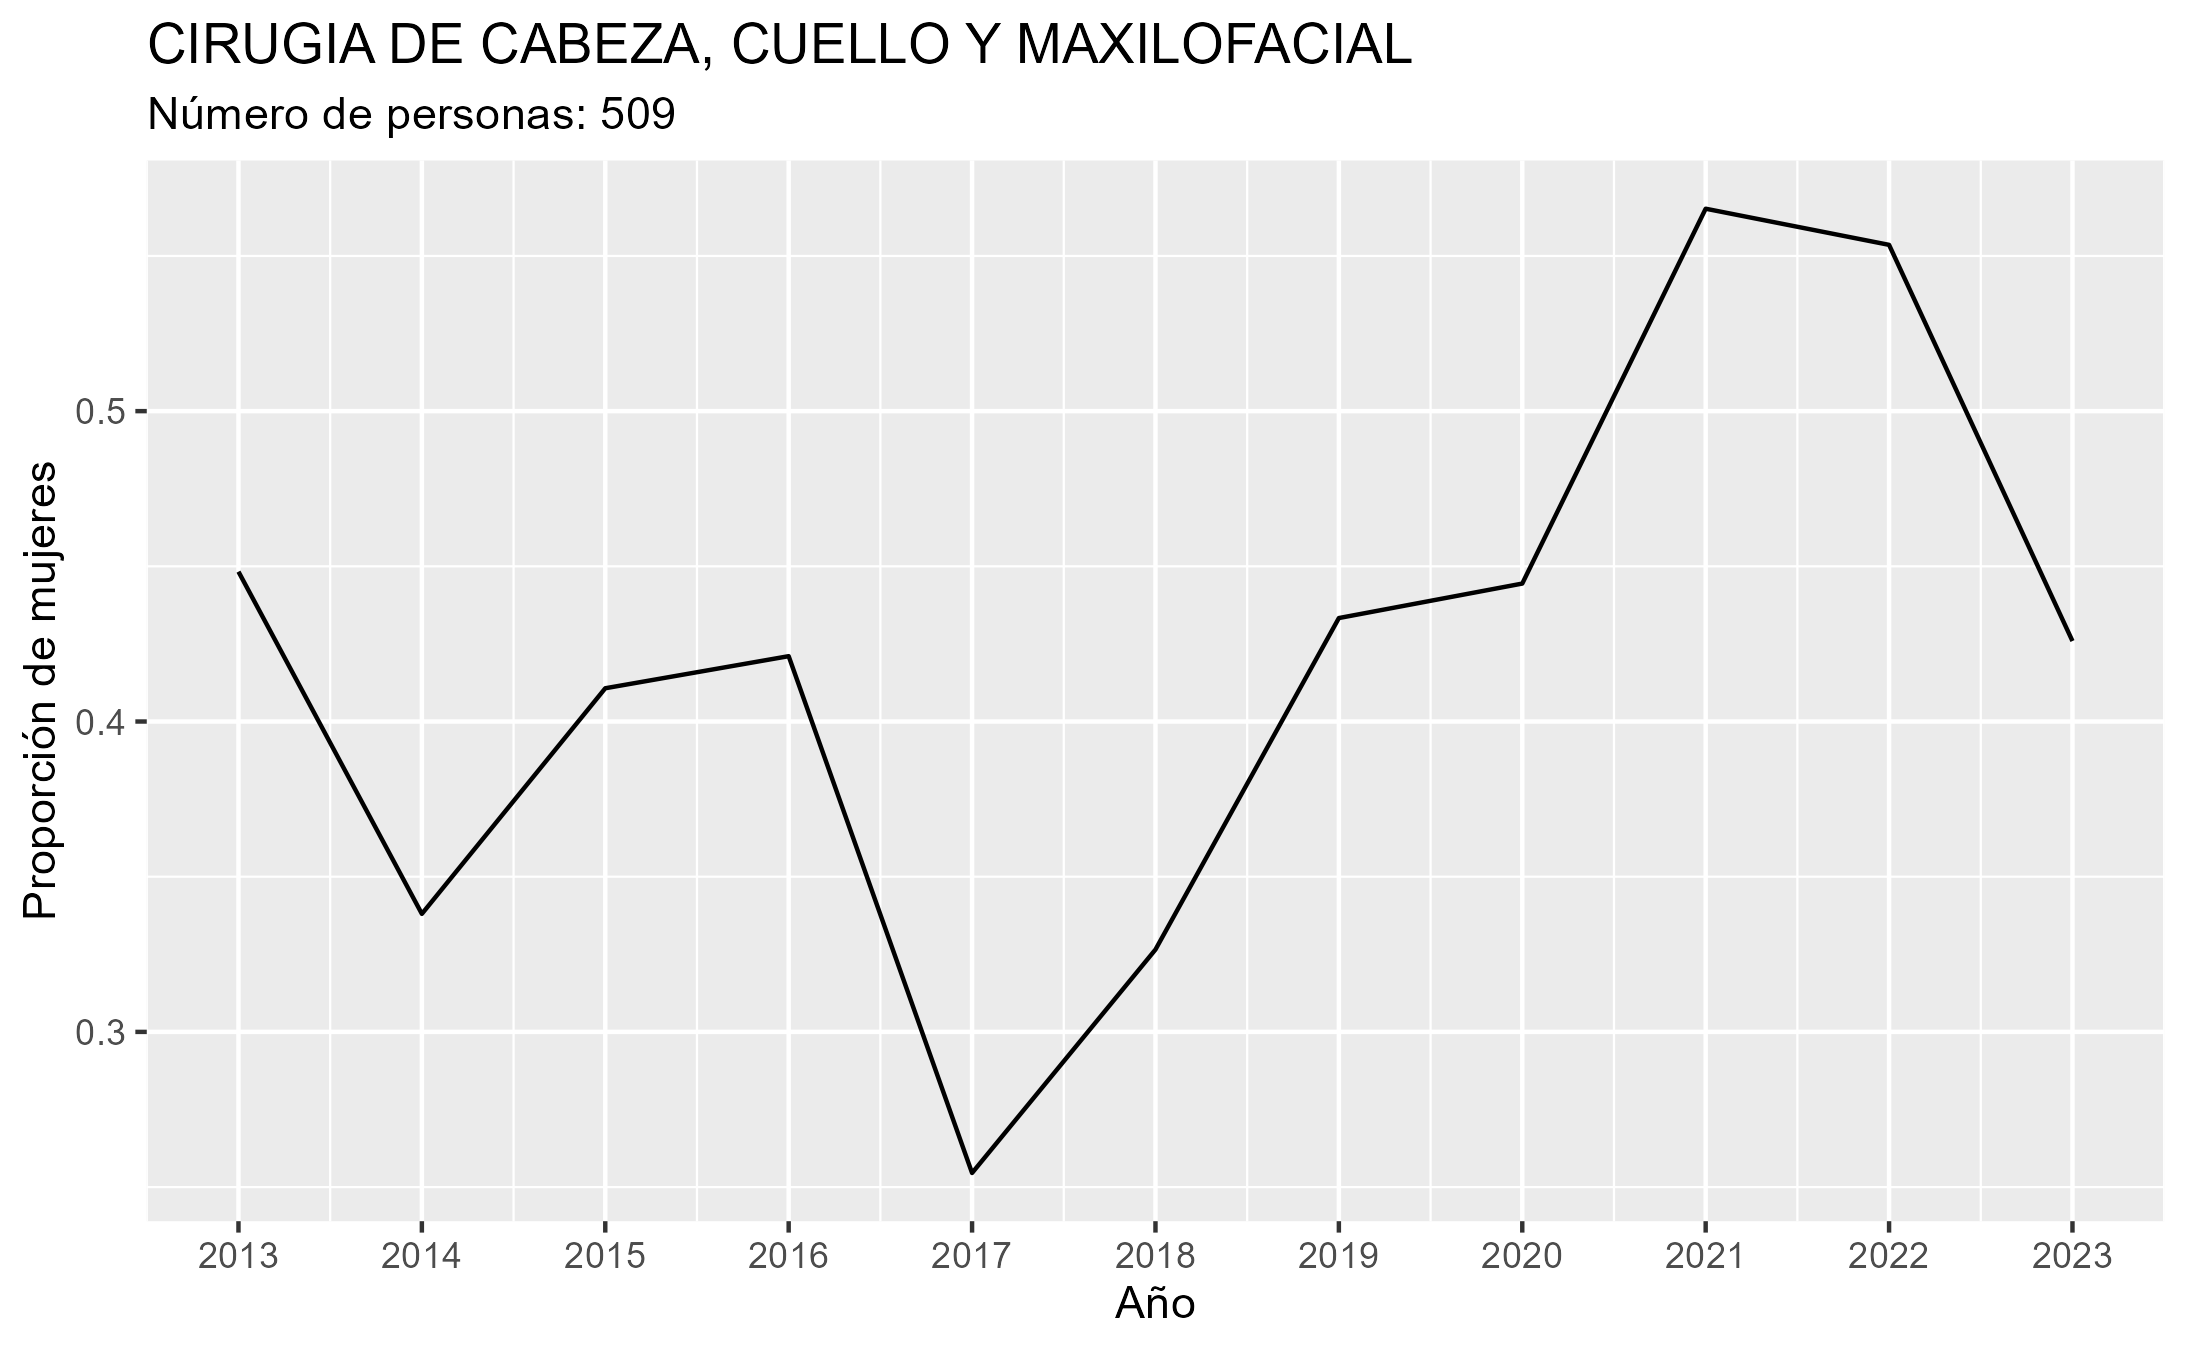 CIRUGIA DE CABEZA, CUELLO Y MAXILOFACIAL
Número de personas: 509
Proporción de mujeres
0.5
0.4
0.3
2013 2014 2015 2016 2017 2018 2019 2020 2021 2022 2023
Año